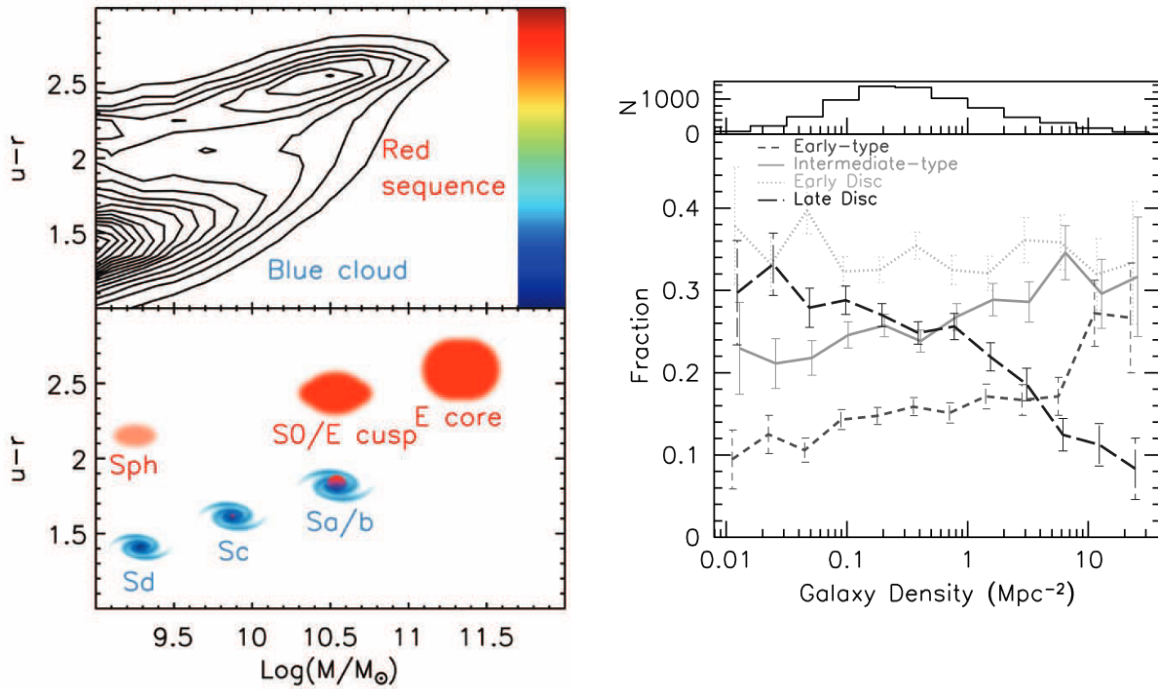 u-r
2.5
2
1.5
Red
sequence
Blue cloud
u-r
2.5
2
1.5
Sph
S0/E cusp
E core
Sd
Sc
Sa/b
9.5
10
10.5
11
11.5
Log(M/M⊙)
N
1000
0
Early-type
Intermediate-type
Early Disc
Late Disc
Fraction
0.4
0.3
0.2
0.1
0
0.01
0.1
1
10
Galaxy Density (Mpc⁻²)